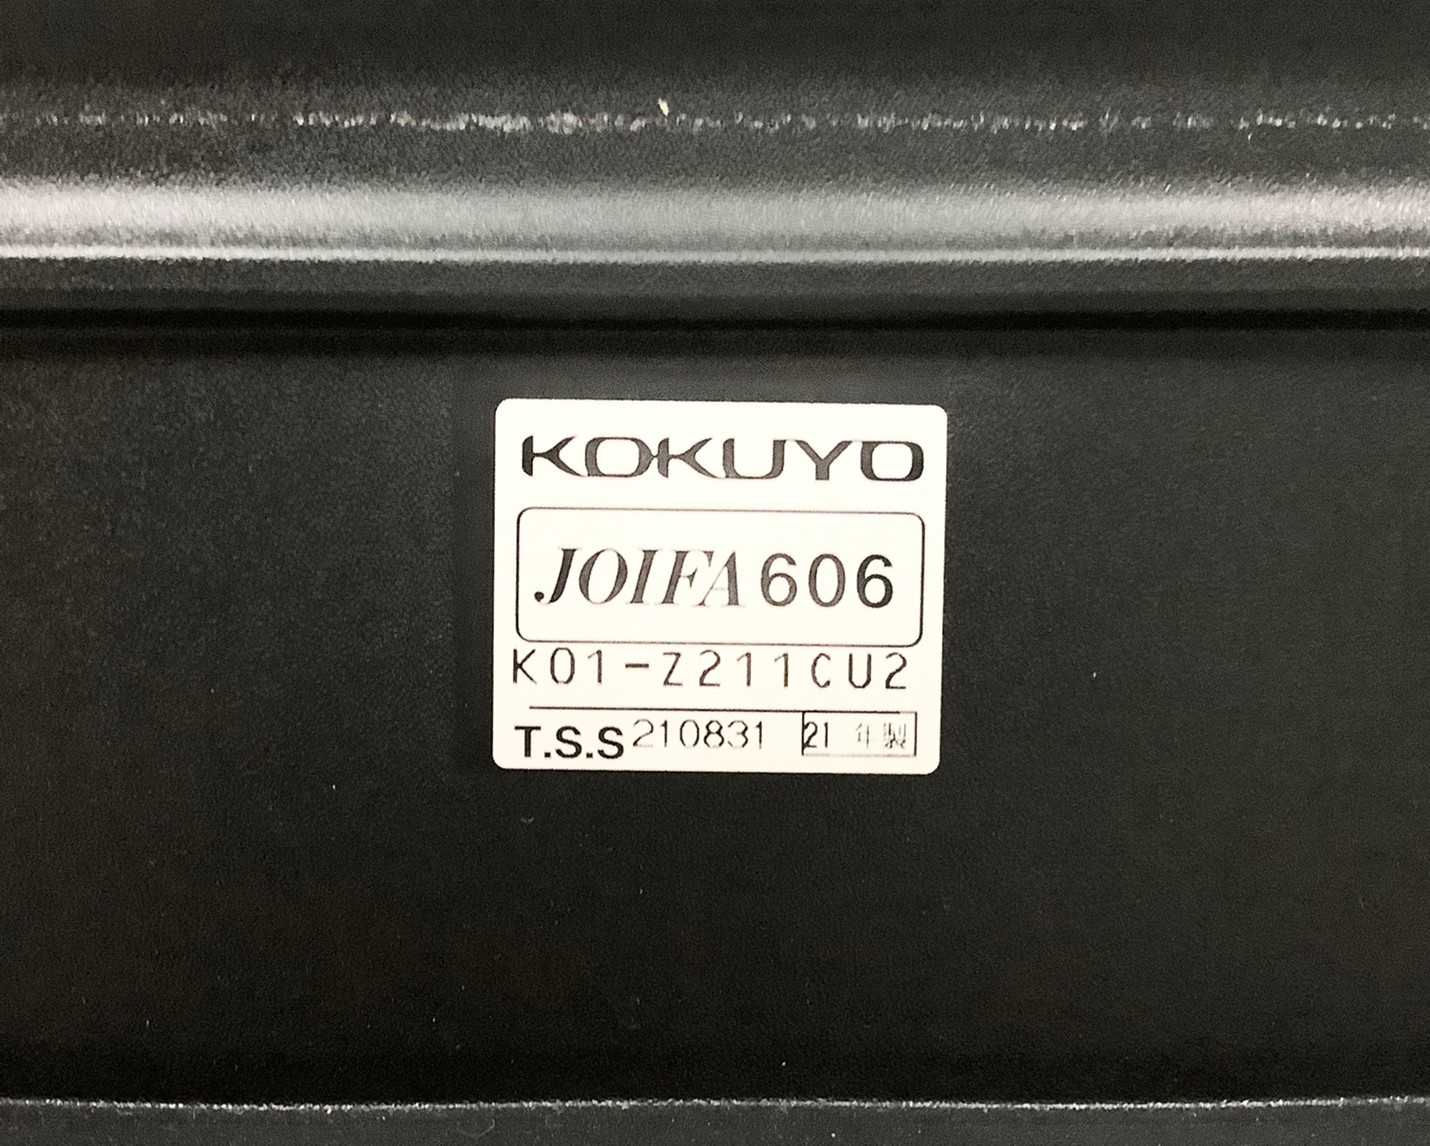 KOKUYO
JOIFA 606
K01-Z211CU2
T.S.S 210831 21 年製